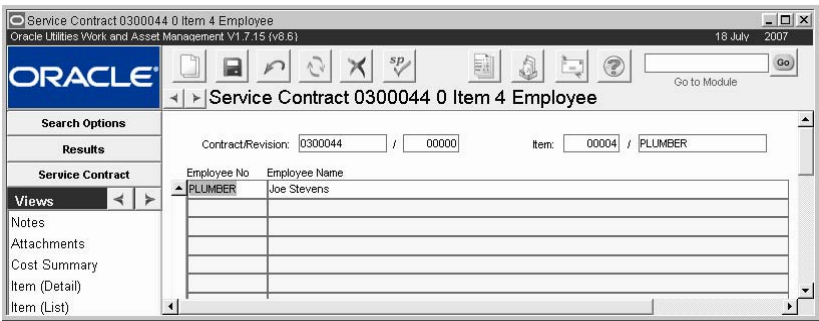 Service Contract 0300044 0 Item 4 Employee
Oracle Utilities Work and Asset Management V1.7.15 (v8.6) 18 July 2007
ORACLE
sp
Go
Go to Module
Service Contract 0300044 0 Item 4 Employee
Search Options
Results
Service Contract
Views
Notes
Attachments
Cost Summary
Item (Detail)
Item (List)
Contract/Revision: 0300044 / 00000 Item: 00004 / PLUMBER
Employee No Employee Name
PLUMBER Joe Stevens